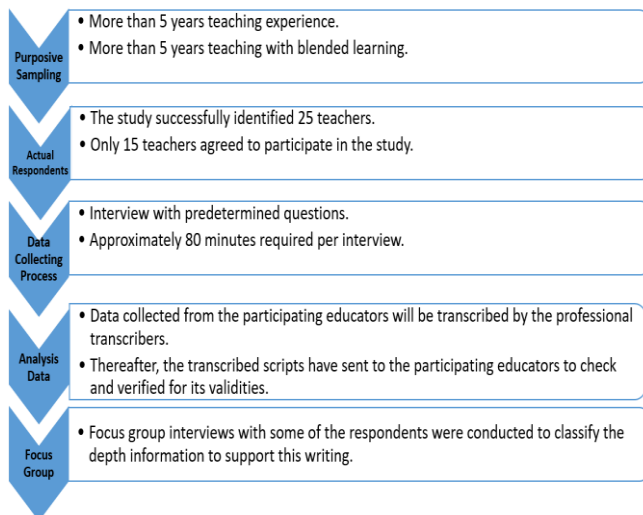 Purposive
Sampling
• More than 5 years teaching experience.
• More than 5 years teaching with blended learning.
Actual
Respondents
• The study successfully identified 25 teachers.
• Only 15 teachers agreed to participate in the study.
Data
Collecting
Process
• Interview with predetermined questions.
• Approximately 80 minutes required per interview.
Analysis
Data
• Data collected from the participating educators will be transcribed by the professional
transcribers.
• Thereafter, the transcribed scripts have sent to the participating educators to check
and verified for its validities.
Focus
Group
• Focus group interviews with some of the respondents were conducted to classify the
depth information to support this writing.